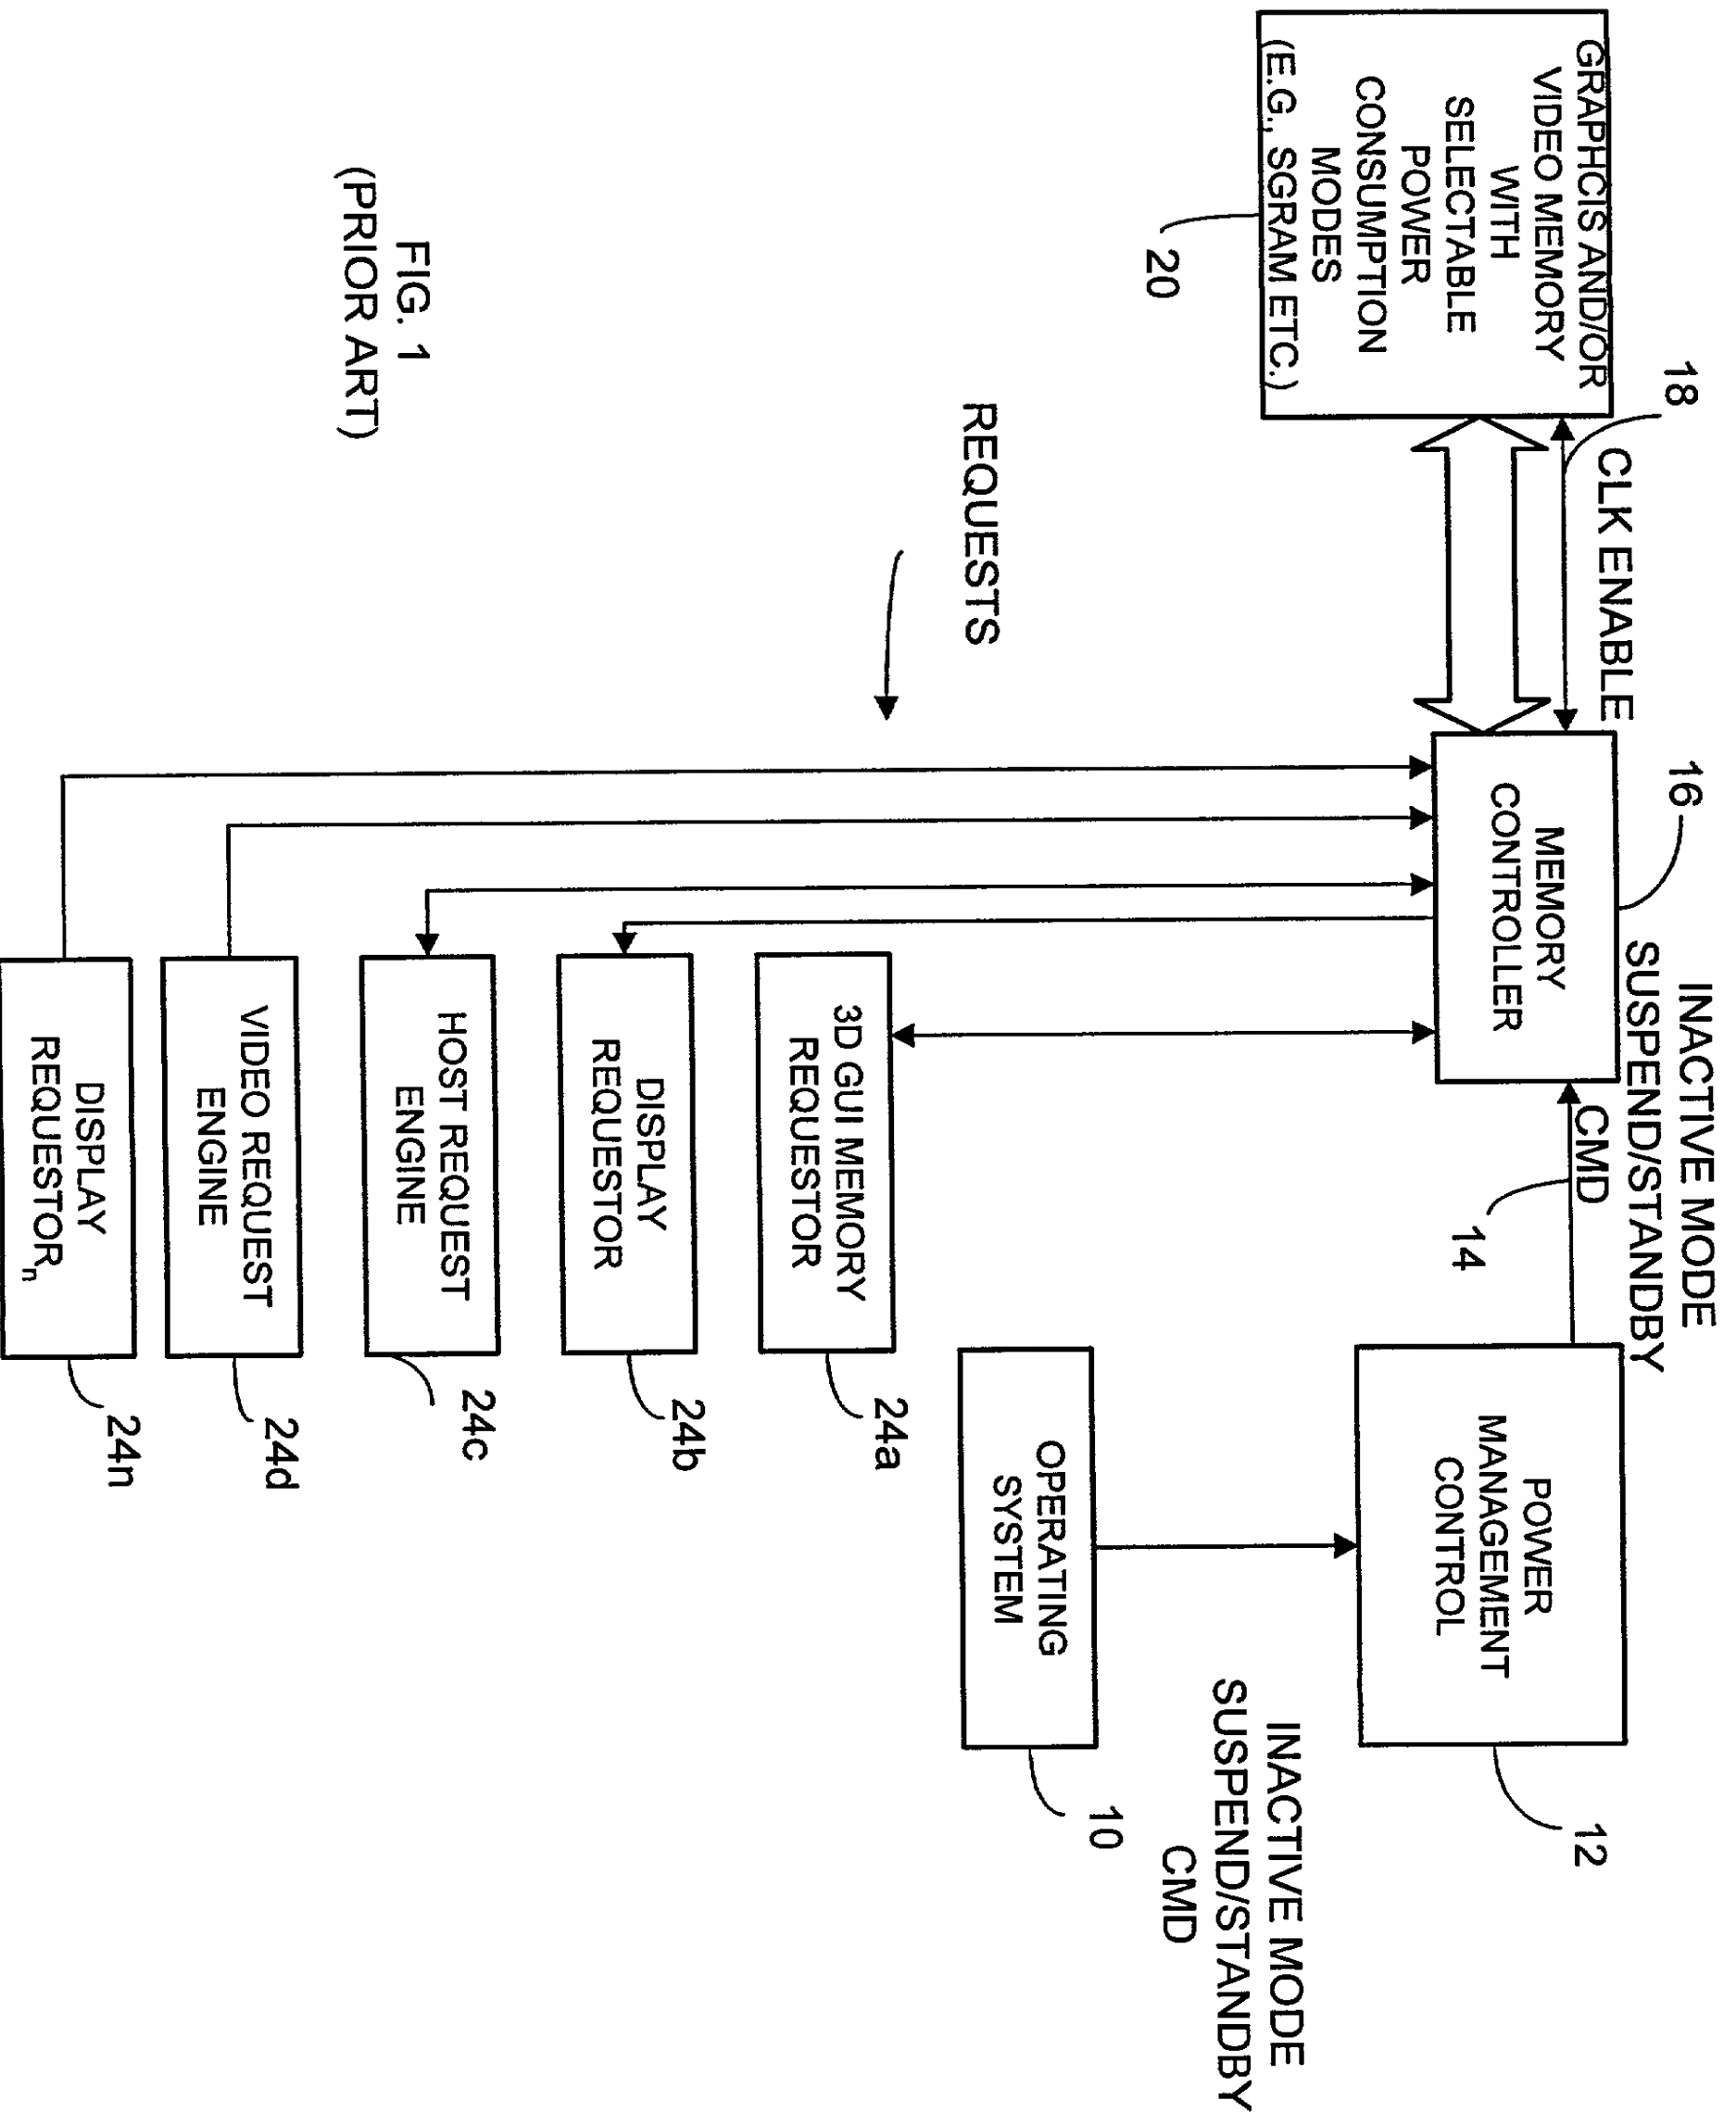 INACTIVE MODE
SUSPEND/STANDBY
CMD
14
16
18
CLK ENABLE
GRAPHCIS AND/OR
VIDEO MEMORY
WITH
SELECTABLE
POWER
CONSUMPTION
MODES
(E.G., SGRAM ETC.)
20
MEMORY
CONTROLLER
POWER
MANAGEMENT
CONTROL
12
INACTIVE MODE
SUSPEND/STANDBY
CMD
OPERATING
SYSTEM
10
REQUESTS
3D GUI MEMORY
REQUESTOR
24a
DISPLAY
REQUESTOR
24b
HOST REQUEST
ENGINE
24c
VIDEO REQUEST
ENGINE
24d
DISPLAY
REQUESTORn
24n
FIG. 1
(PRIOR ART)